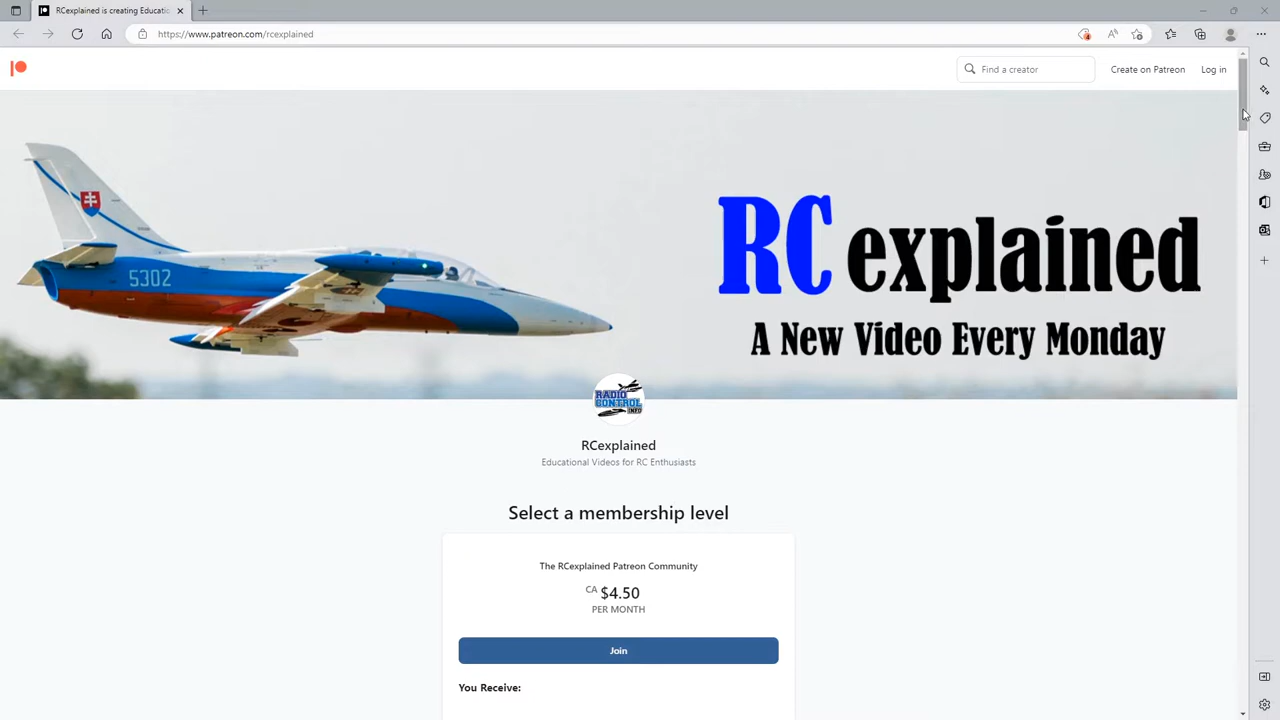 RCexplained is creating Educati
https://www.patreon.com/rcexplained
Find a creator
Create on Patreon
Log in
5302
RC explained
A New Video Every Monday
RADIO
CONTROL
INFO
RCexplained
Educational Videos for RC Enthusiasts
Select a membership level
The RCexplained Patreon Community
CA $4.50
PER MONTH
Join
You Receive: